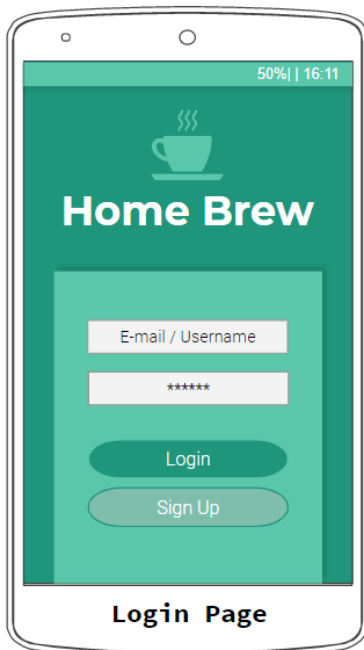 50%| | 16:11
Home Brew
E-mail / Username
******
Login
Sign Up
Login Page